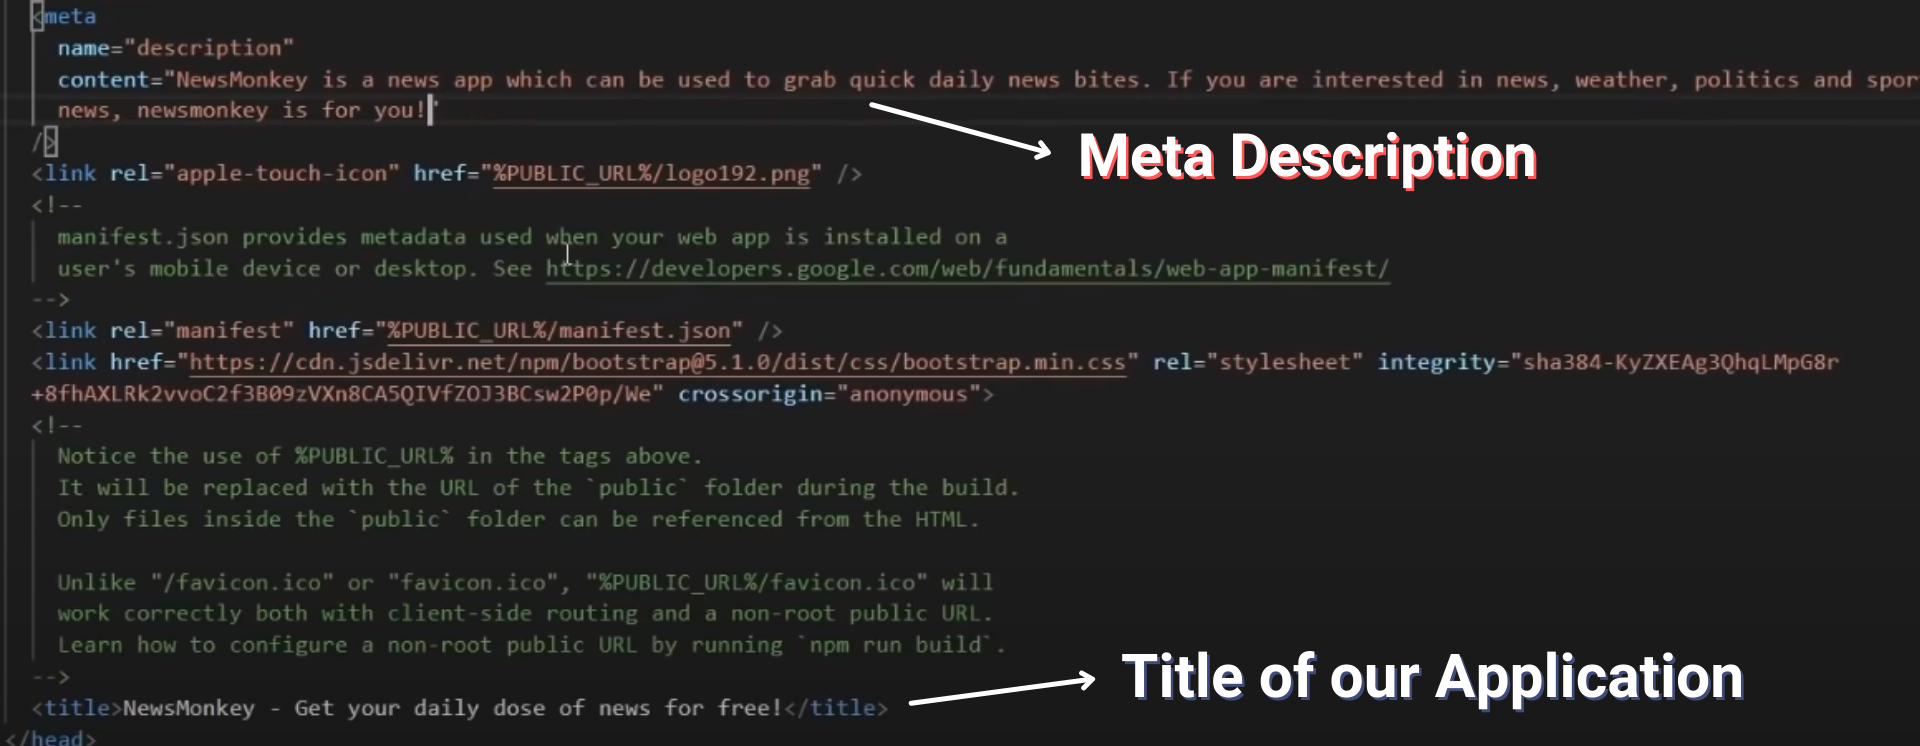 <meta
name="description"
content="NewsMonkey is a news app which can be used to grab quick daily news bites. If you are interested in news, weather, politics and spor
news, newsmonkey is for you!"
/>
Meta Description
<link rel="apple-touch-icon" href="%PUBLIC_URL%/logo192.png" />
<!--
manifest.json provides metadata used when your web app is installed on a
user's mobile device or desktop. See https://developers.google.com/web/fundamentals/web-app-manifest/
-->
<link rel="manifest" href="%PUBLIC_URL%/manifest.json" />
<link href="https://cdn.jsdelivr.net/npm/bootstrap@5.1.0/dist/css/bootstrap.min.css" rel="stylesheet" integrity="sha384-KyZXEAg3QhqLMpG8r
+8fhAXLRk2vvoC2f3B09zVXn8CA5QIVfZOJ3BCsw2P0p/We" crossorigin="anonymous">
<!--
Notice the use of %PUBLIC_URL% in the tags above.
It will be replaced with the URL of the `public` folder during the build.
Only files inside the `public` folder can be referenced from the HTML.
Unlike "/favicon.ico" or "favicon.ico", "%PUBLIC_URL%/favicon.ico" will
work correctly both with client-side routing and a non-root public URL.
Learn how to configure a non-root public URL by running `npm run build`.
-->
Title of our Application
<title>NewsMonkey - Get your daily dose of news for free!</title>
</head>